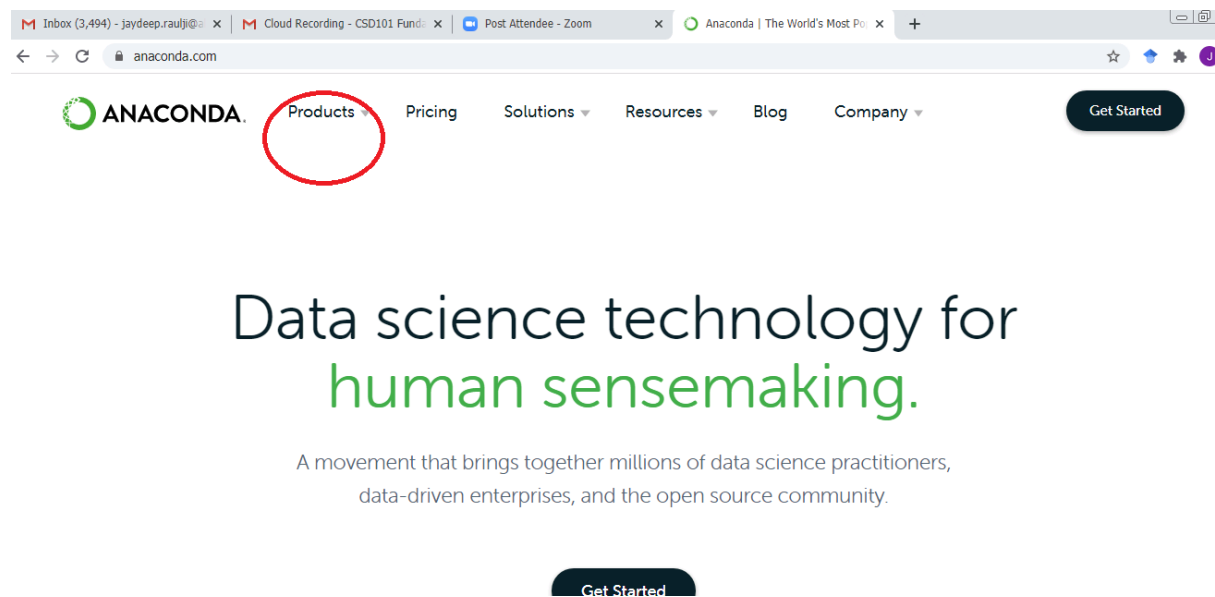 Inbox (3,494) - jaydeep.raulji@a
Cloud Recording - CSD101 Funda
Post Attendee - Zoom
Anaconda | The World's Most Po
anaconda.com
J
ANACONDA.
Products
Pricing
Solutions
Resources
Blog
Company
Get Started
Data science technology for
human sensemaking.
A movement that brings together millions of data science practitioners,
data-driven enterprises, and the open source community.
Get Started